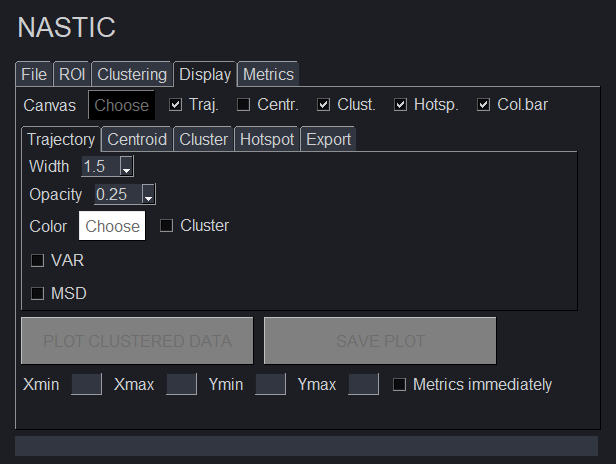 NASTIC
File ROI Clustering Display Metrics
Canvas Choose Traj. Centr. Clust. Hotsp. Col.bar
Trajectory Centroid Cluster Hotspot Export
Width 1.5
Opacity 0.25
Color Choose Cluster
VAR
MSD
PLOT CLUSTERED DATA SAVE PLOT
Xmin Xmax Ymin Ymax Metrics immediately